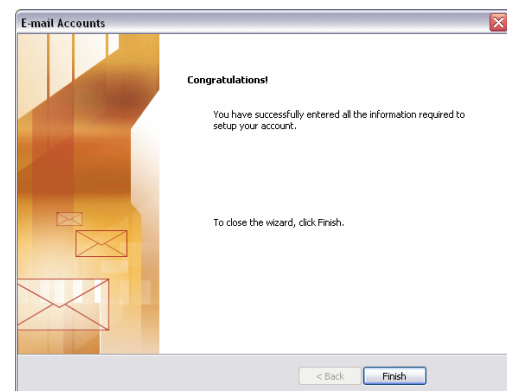 E-mail Accounts
Congratulations!
You have successfully entered all the information required to
setup your account.
To close the wizard, click Finish.
< Back
Finish